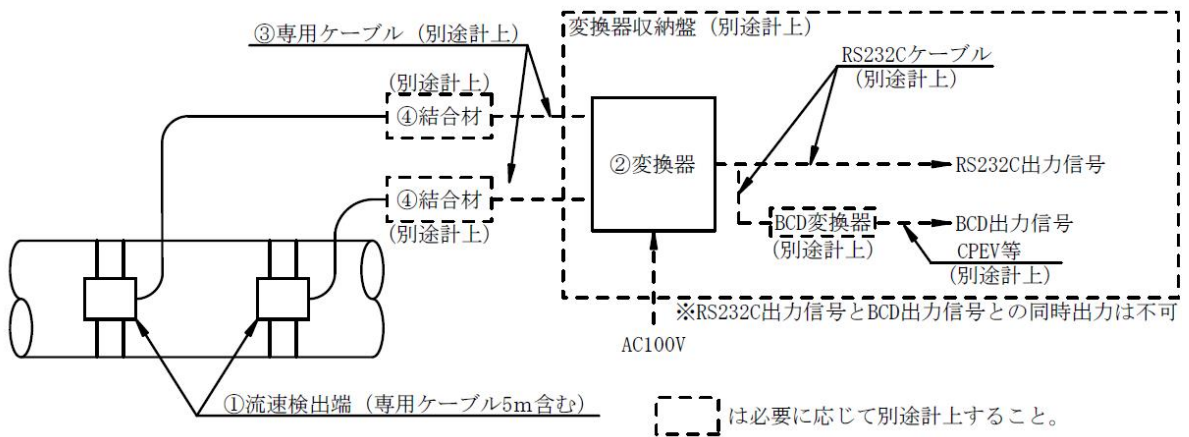 変換器収納盤 (別途計上)
③専用ケーブル (別途計上)
RS232Cケーブル
(別途計上)
(別途計上)
④結合材
②変換器
RS232C出力信号
④結合材
(別途計上)
BCD変換器
(別途計上)
BCD出力信号
CPEV等
(別途計上)
※RS232C出力信号とBCD出力信号との同時出力は不可
AC100V
①流速検出端 (専用ケーブル5m含む)
は必要に応じて別途計上すること。